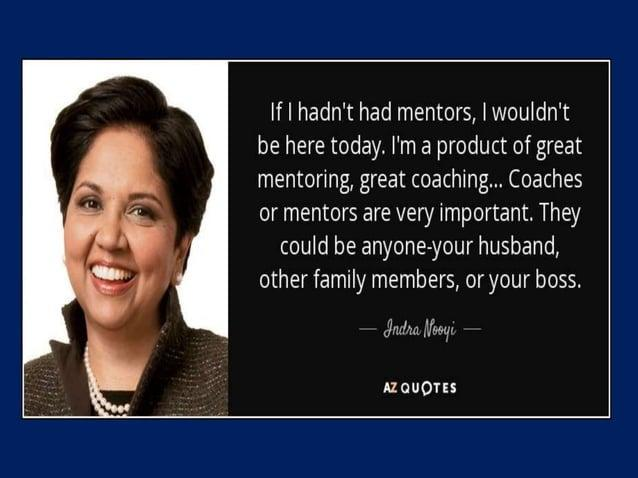 If I hadn't had mentors, I wouldn't
be here today. I'm a product of great
mentoring, great coaching... Coaches
or mentors are very important. They
could be anyone-your husband,
other family members, or your boss.
— Indra Nooyi —
AZ QUOTES